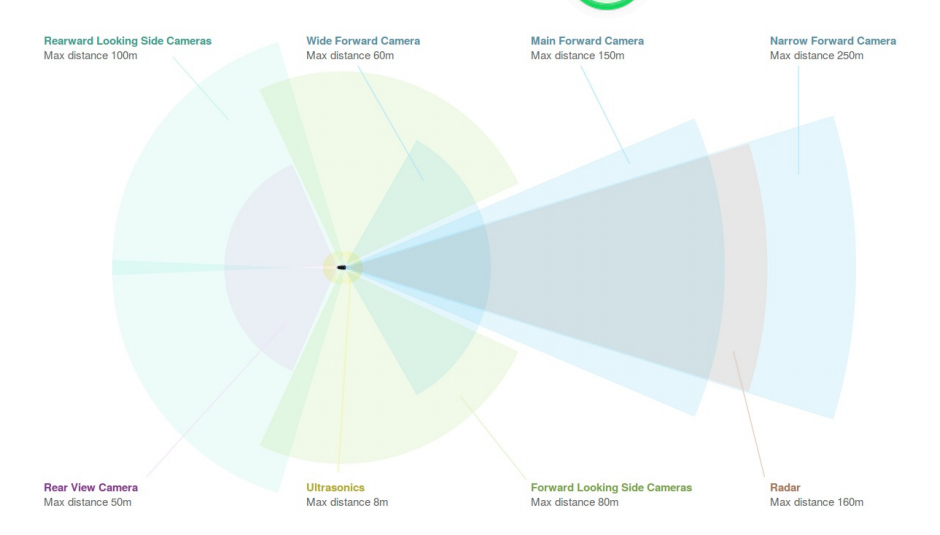 Rearward Looking Side Cameras
Max distance 100m
Wide Forward Camera
Max distance 60m
Main Forward Camera
Max distance 150m
Narrow Forward Camera
Max distance 250m
Rear View Camera
Max distance 50m
Ultrasonics
Max distance 8m
Forward Looking Side Cameras
Max distance 80m
Radar
Max distance 160m